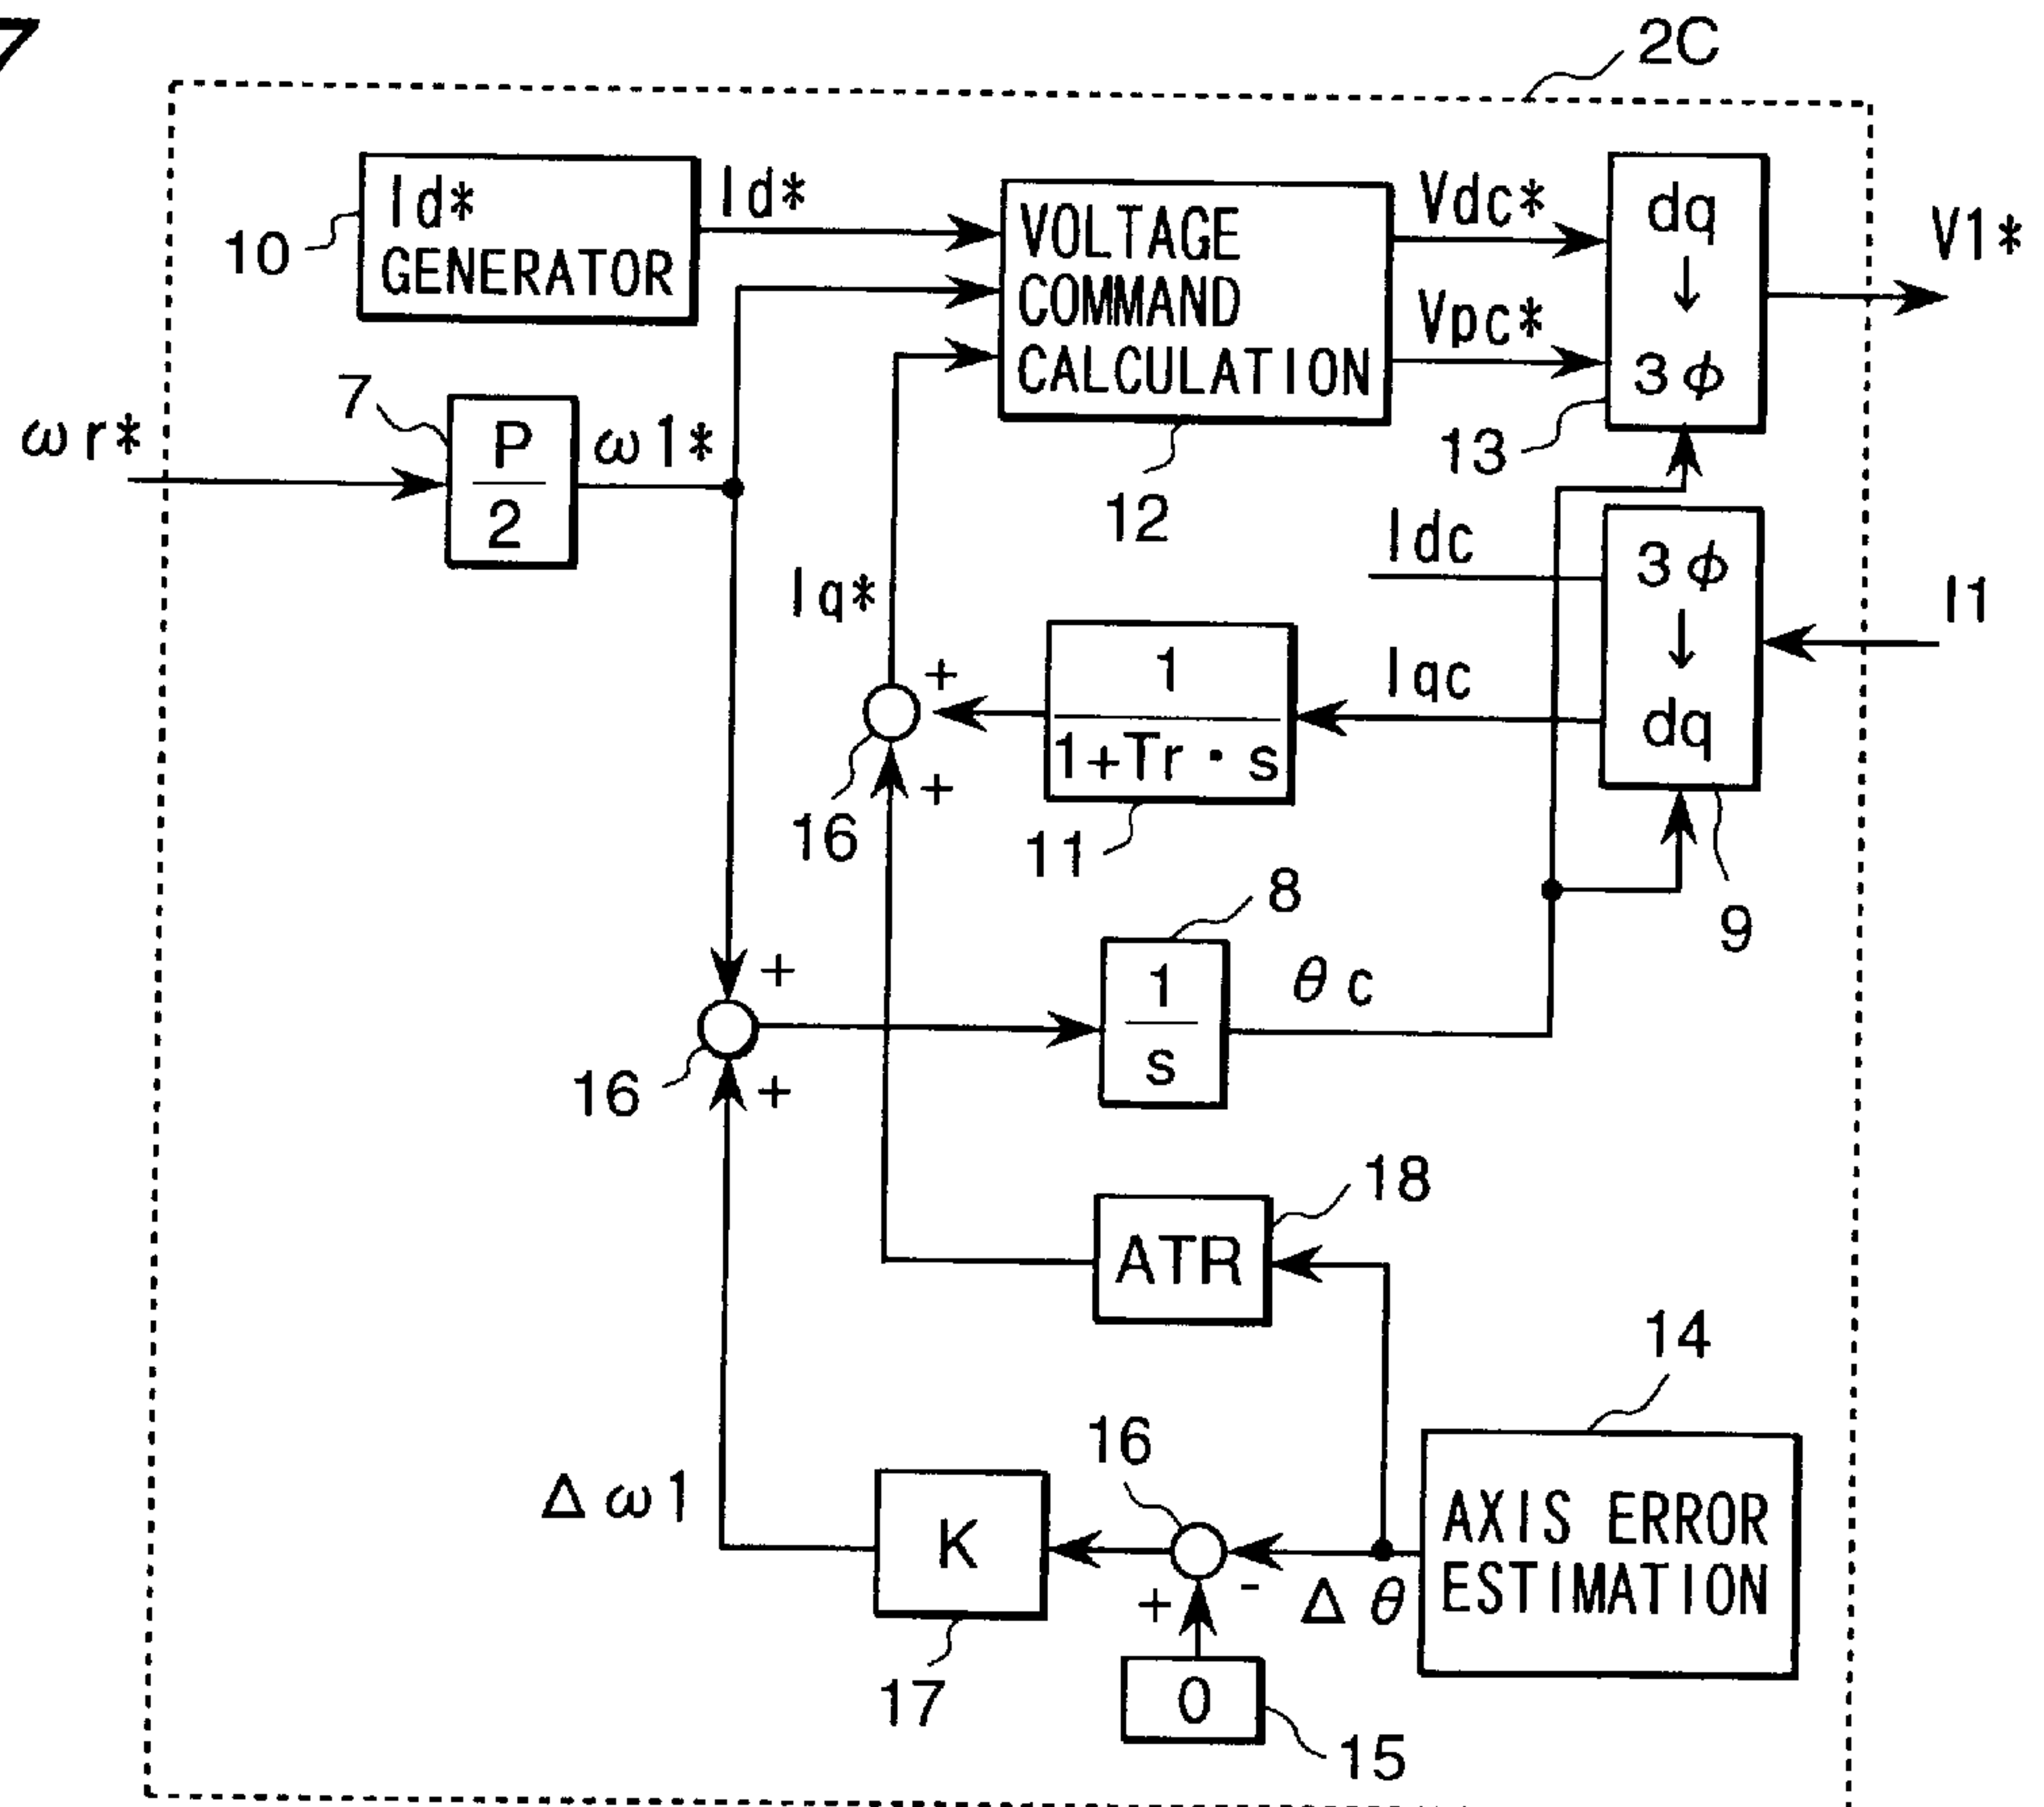 7
2C
Id*
GENERATOR
Id*
10
VOLTAGE
COMMAND
CALCULATION
12
Vdc*
Vpc*
dq
↓
3φ
13
V1*
ωr*
7
P
2
ω1*
Iq*
Idc
Iqc
3φ
↓
dq
9
I1
+
+
16
1
1+Tr・s
11
8
1
s
θc
+
+
16
18
ATR
14
AXIS ERROR
ESTIMATION
Δω1
K
17
16
+
-
Δθ
0
15